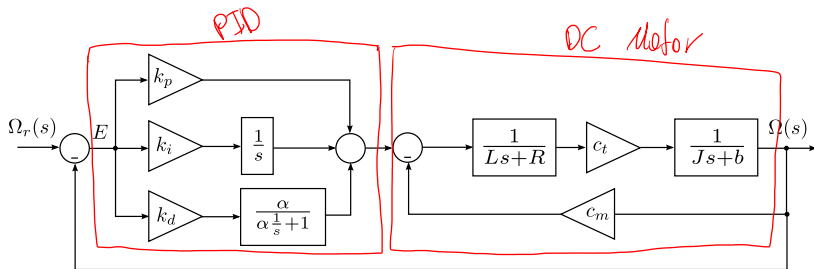 PID
DC Motor
k_p
Ω_r(s)
E
k_i
1/s
-
-
1/(Ls+R)
c_t
1/(Js+b)
Ω(s)
k_d
α/(α 1/s +1)
c_m